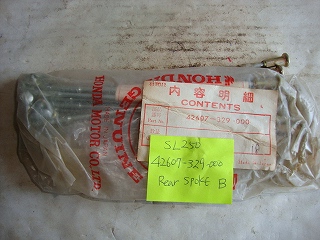 HONDA
GENUINE
HONDA MOTOR CO. LTD.
内容明細
CONTENTS
42607-329-000
SL250
42607-329-000
Rear Spoke B